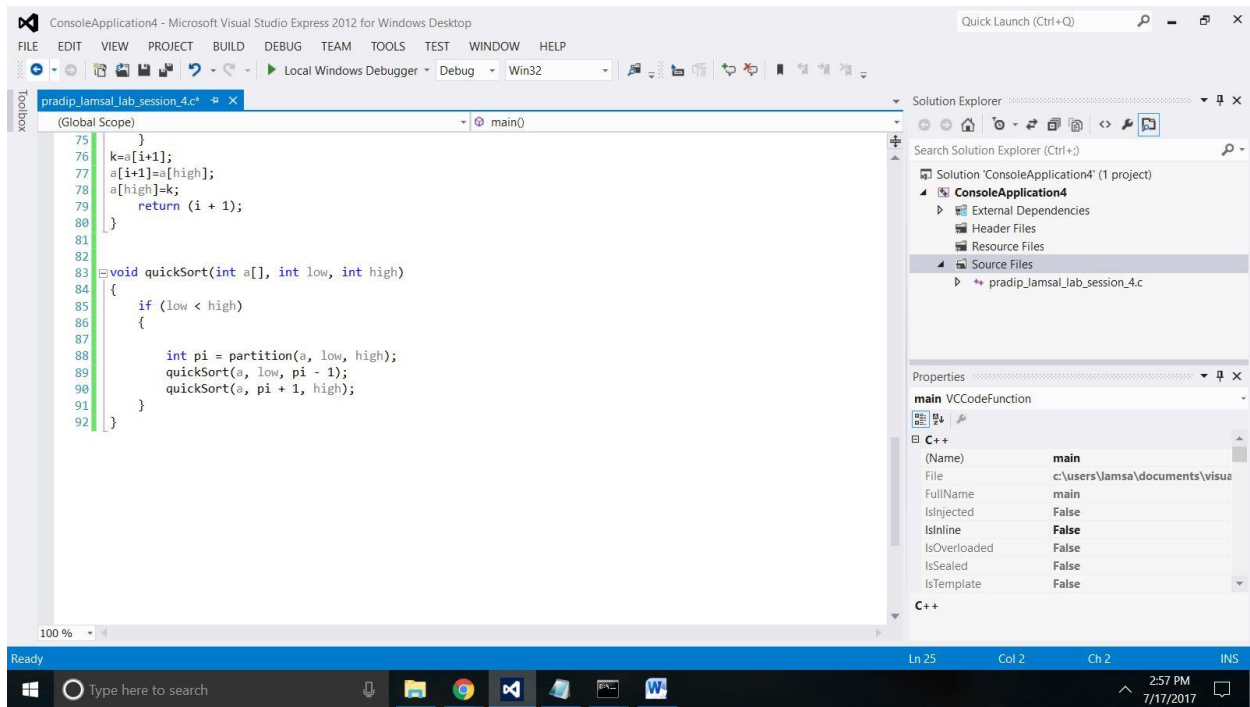 ConsoleApplication4 - Microsoft Visual Studio Express 2012 for Windows Desktop
Quick Launch (Ctrl+Q)
FILE EDIT VIEW PROJECT BUILD DEBUG TEAM TOOLS TEST WINDOW HELP
Local Windows Debugger Debug Win32
Toolbox
pradip_lamsal_lab_session_4.c*
(Global Scope) main()
75 }
76 k=a[i+1];
77 a[i+1]=a[high];
78 a[high]=k;
79 return (i + 1);
80 }
81
82
83 void quickSort(int a[], int low, int high)
84 {
85 if (low < high)
86 {
87
88 int pi = partition(a, low, high);
89 quickSort(a, low, pi - 1);
90 quickSort(a, pi + 1, high);
91 }
92 }
100 %
Solution Explorer
Search Solution Explorer (Ctrl+;)
Solution 'ConsoleApplication4' (1 project)
ConsoleApplication4
External Dependencies
Header Files
Resource Files
Source Files
pradip_lamsal_lab_session_4.c
Properties
main VCCodeFunction
C++
(Name) main
File c:\users\lamsa\documents\visua
FullName main
IsInjected False
IsInline False
IsOverloaded False
IsSealed False
IsTemplate False
C++
Ready Ln 25 Col 2 Ch 2 INS
Type here to search
2:57 PM
7/17/2017